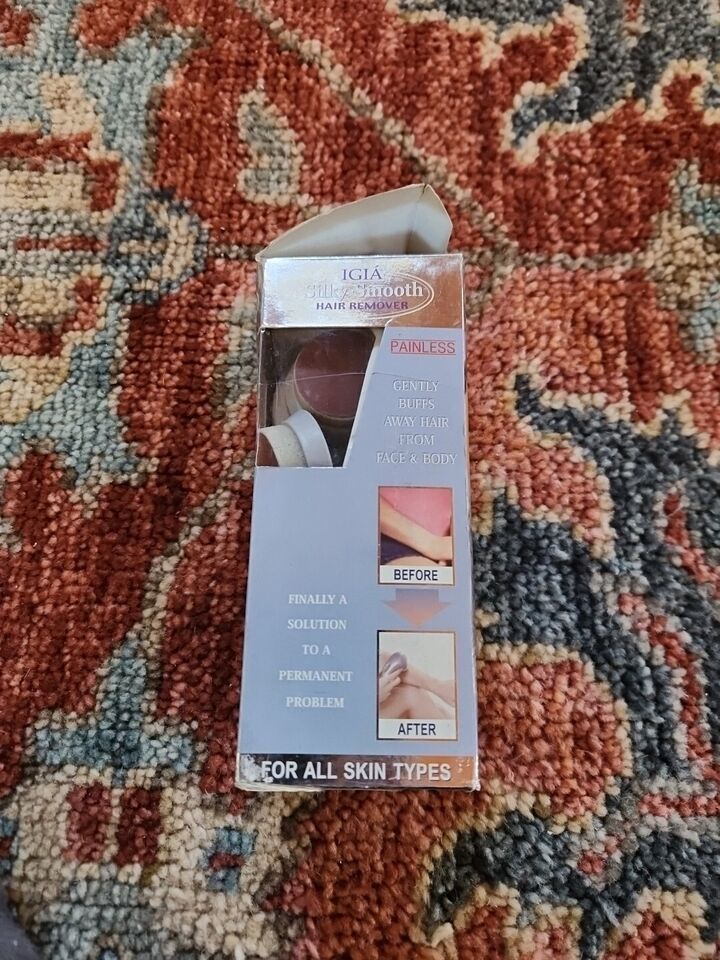 IGIÁ
Silky Smooth
HAIR REMOVER
PAINLESS
GENTLY
BUFFS
AWAY HAIR
FROM
FACE & BODY
BEFORE
FINALLY A
SOLUTION
TO A
PERMANENT
PROBLEM
AFTER
FOR ALL SKIN TYPES